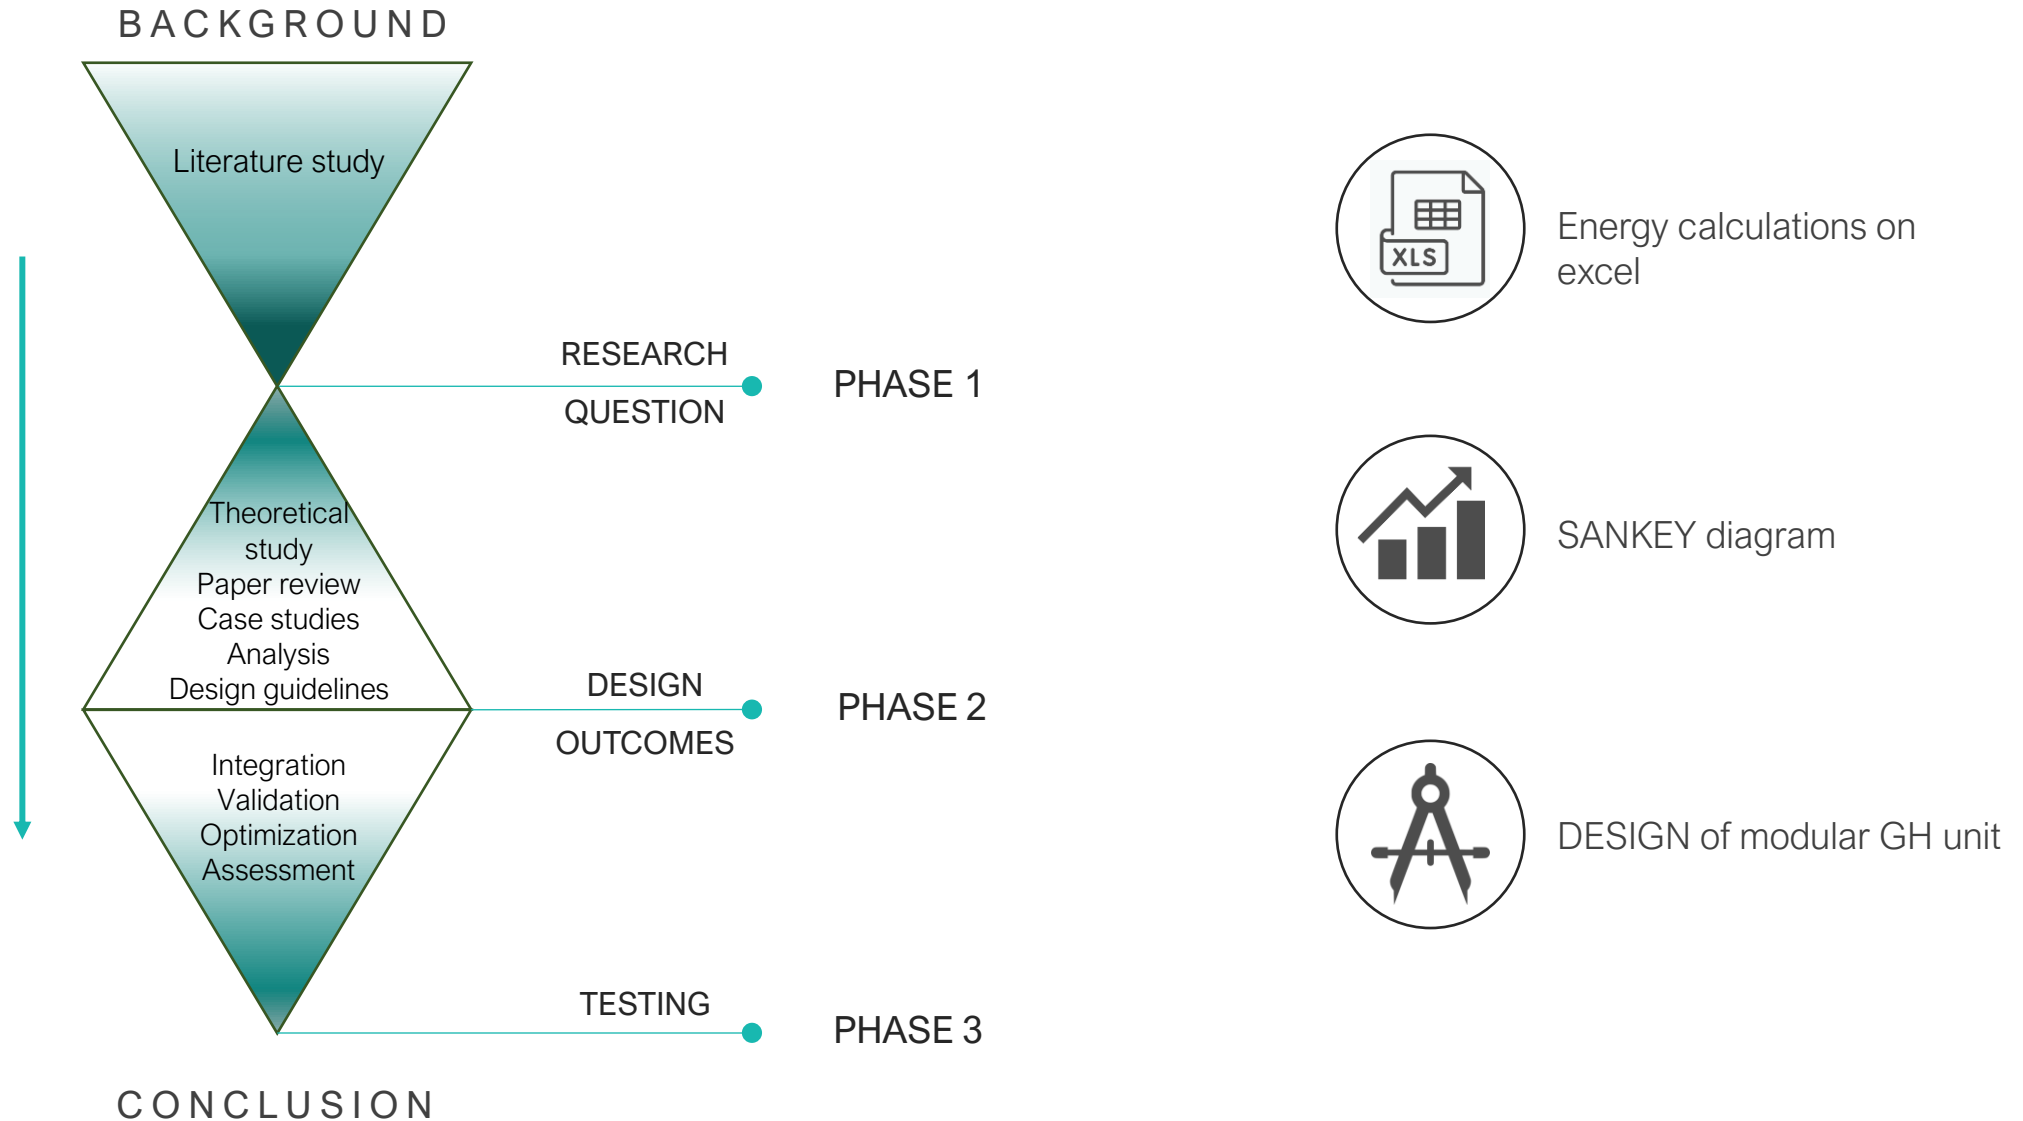 BACKGROUND
Literature study
RESEARCH
QUESTION
PHASE 1
Theoretical
study
Paper review
Case studies
Analysis
Design guidelines
DESIGN
OUTCOMES
PHASE 2
Integration
Validation
Optimization
Assessment
TESTING
PHASE 3
CONCLUSION
XLS
Energy calculations on
excel
SANKEY diagram
DESIGN of modular GH unit